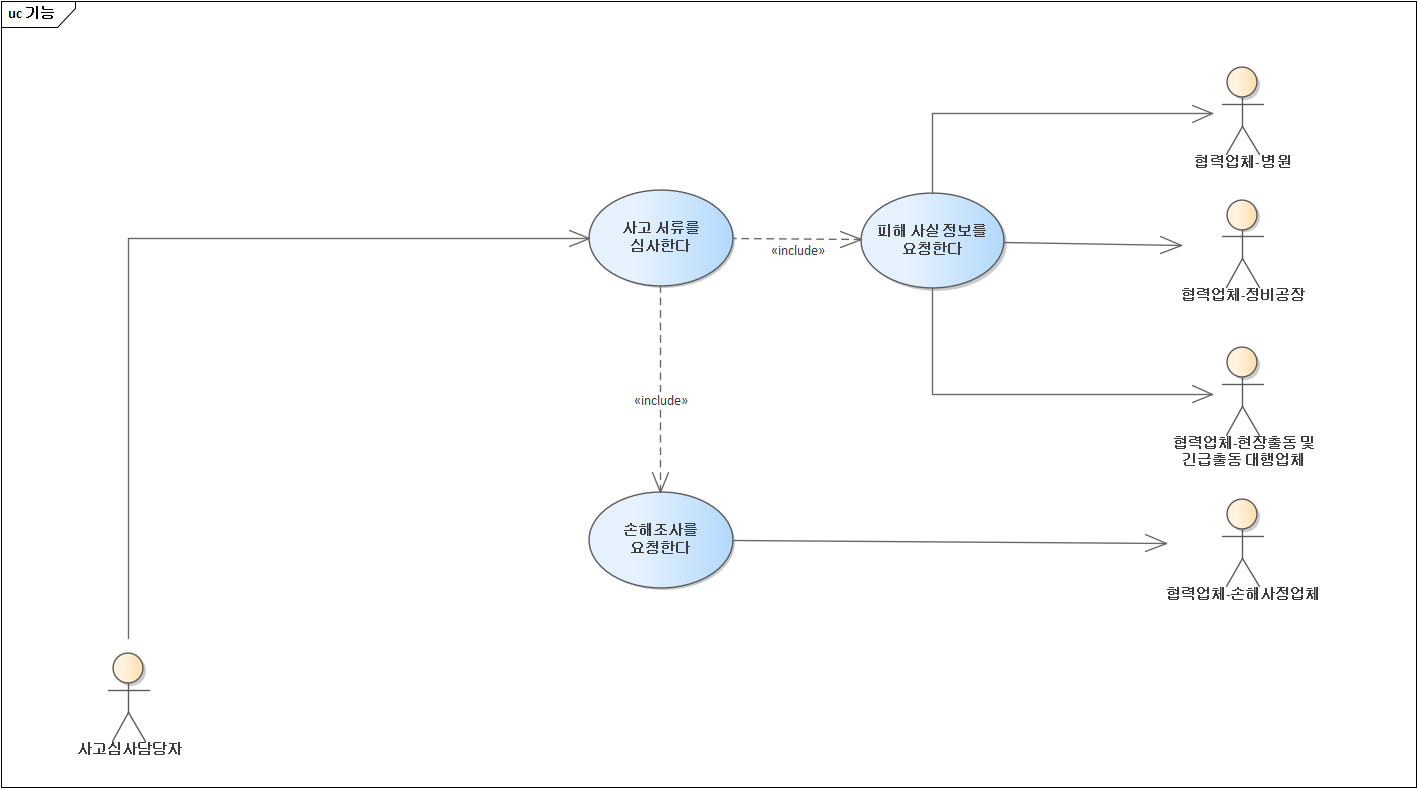 uc 기능
협력업체-병원
사고 서류를
심사한다
«include»
피해 사실 정보를
요청한다
협력업체-정비공장
«include»
협력업체-현장출동 및
긴급출동 대행업체
손해조사를
요청한다
협력업체-손해사정업체
사고심사담당자